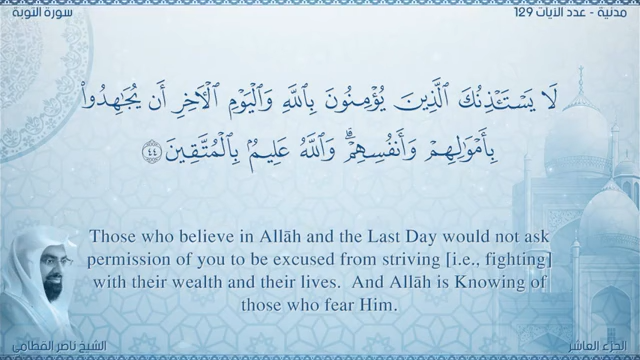 مدنية - عدد الآيات 129
سورة التوبة
لَا يَسْتَـْٔذِنُكَ ٱلَّذِينَ يُؤْمِنُونَ بِٱللَّهِ وَٱلْيَوْمِ ٱلْـَٔاخِرِ أَن يُجَـٰهِدُوا۟
بِأَمْوَٰلِهِمْ وَأَنفُسِهِمْ ۗ وَٱللَّهُ عَلِيمٌۢ بِٱلْمُتَّقِينَ ٤٤
Those who believe in Allāh and the Last Day would not ask
permission of you to be excused from striving [i.e., fighting]
with their wealth and their lives. And Allāh is Knowing of
those who fear Him.
الجزء العاشر
الشيخ ناصر القطامي